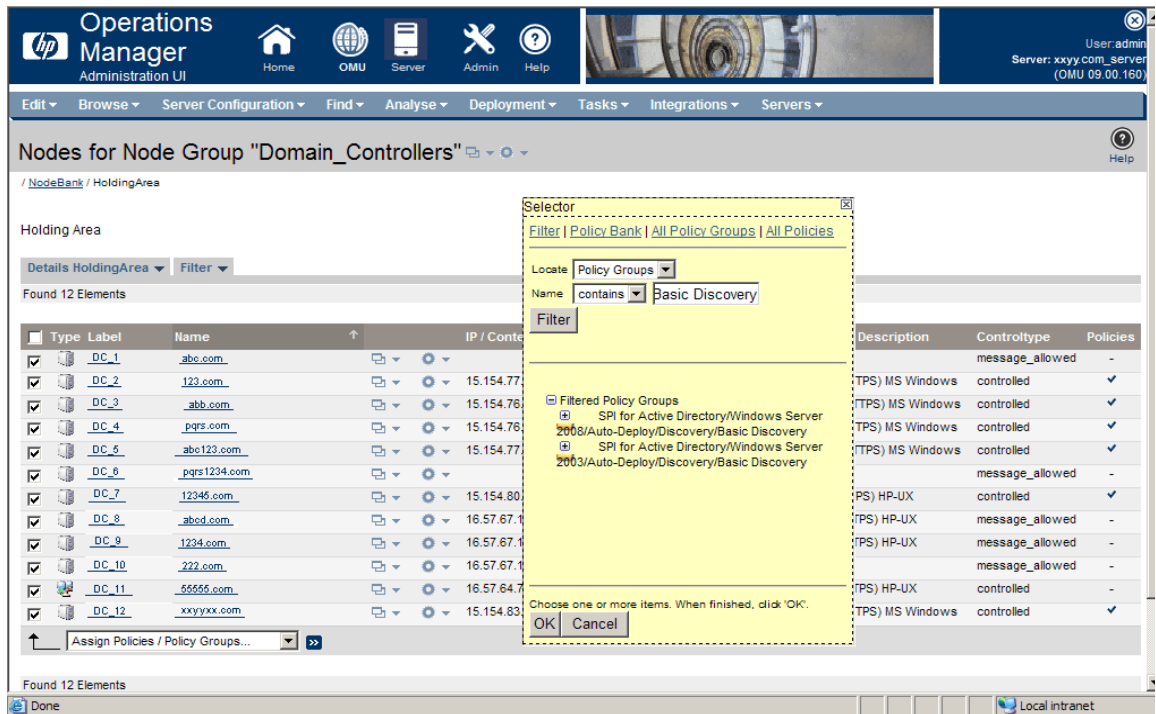 hp
Operations
Manager
Administration UI
Home
OMU
Server
Admin
Help
User:admin
Server: xxyy.com_server
(OMU 09.00.160)
Edit Browse Server Configuration Find Analyse Deployment Tasks Integrations Servers
Nodes for Node Group "Domain_Controllers"
Help
/ NodeBank / HoldingArea
Holding Area
Details HoldingArea Filter
Found 12 Elements
Type Label Name IP / Conte Description Controltype Policies
DC_1 abc.com message_allowed -
DC_2 123.com 15.154.77. TPS) MS Windows controlled
DC_3 abb.com 15.154.76. TTPS) MS Windows controlled
DC_4 pqrs.com 15.154.76. TPS) MS Windows controlled
DC_5 abc123.com 15.154.77. TTPS) MS Windows controlled
DC_6 pqrs1234.com message_allowed -
DC_7 12345.com 15.154.80. PS) HP-UX controlled
DC_8 abcd.com 16.57.67.1 TPS) HP-UX message_allowed -
DC_9 1234.com 16.57.67.1 TPS) HP-UX message_allowed -
DC_10 222.com 16.57.67.1 message_allowed -
DC_11 55555.com 16.57.64.7 TPS) HP-UX controlled -
DC_12 xxyyxx.com 15.154.83. TPS) MS Windows controlled
Assign Policies / Policy Groups...
Found 12 Elements
Selector
Filter | Policy Bank | All Policy Groups | All Policies
Locate Policy Groups
Name contains Basic Discovery
Filter
Filtered Policy Groups
SPI for Active Directory/Windows Server
2008/Auto-Deploy/Discovery/Basic Discovery
SPI for Active Directory/Windows Server
2003/Auto-Deploy/Discovery/Basic Discovery
Choose one or more items. When finished, click 'OK'.
OK Cancel
Done Local intranet